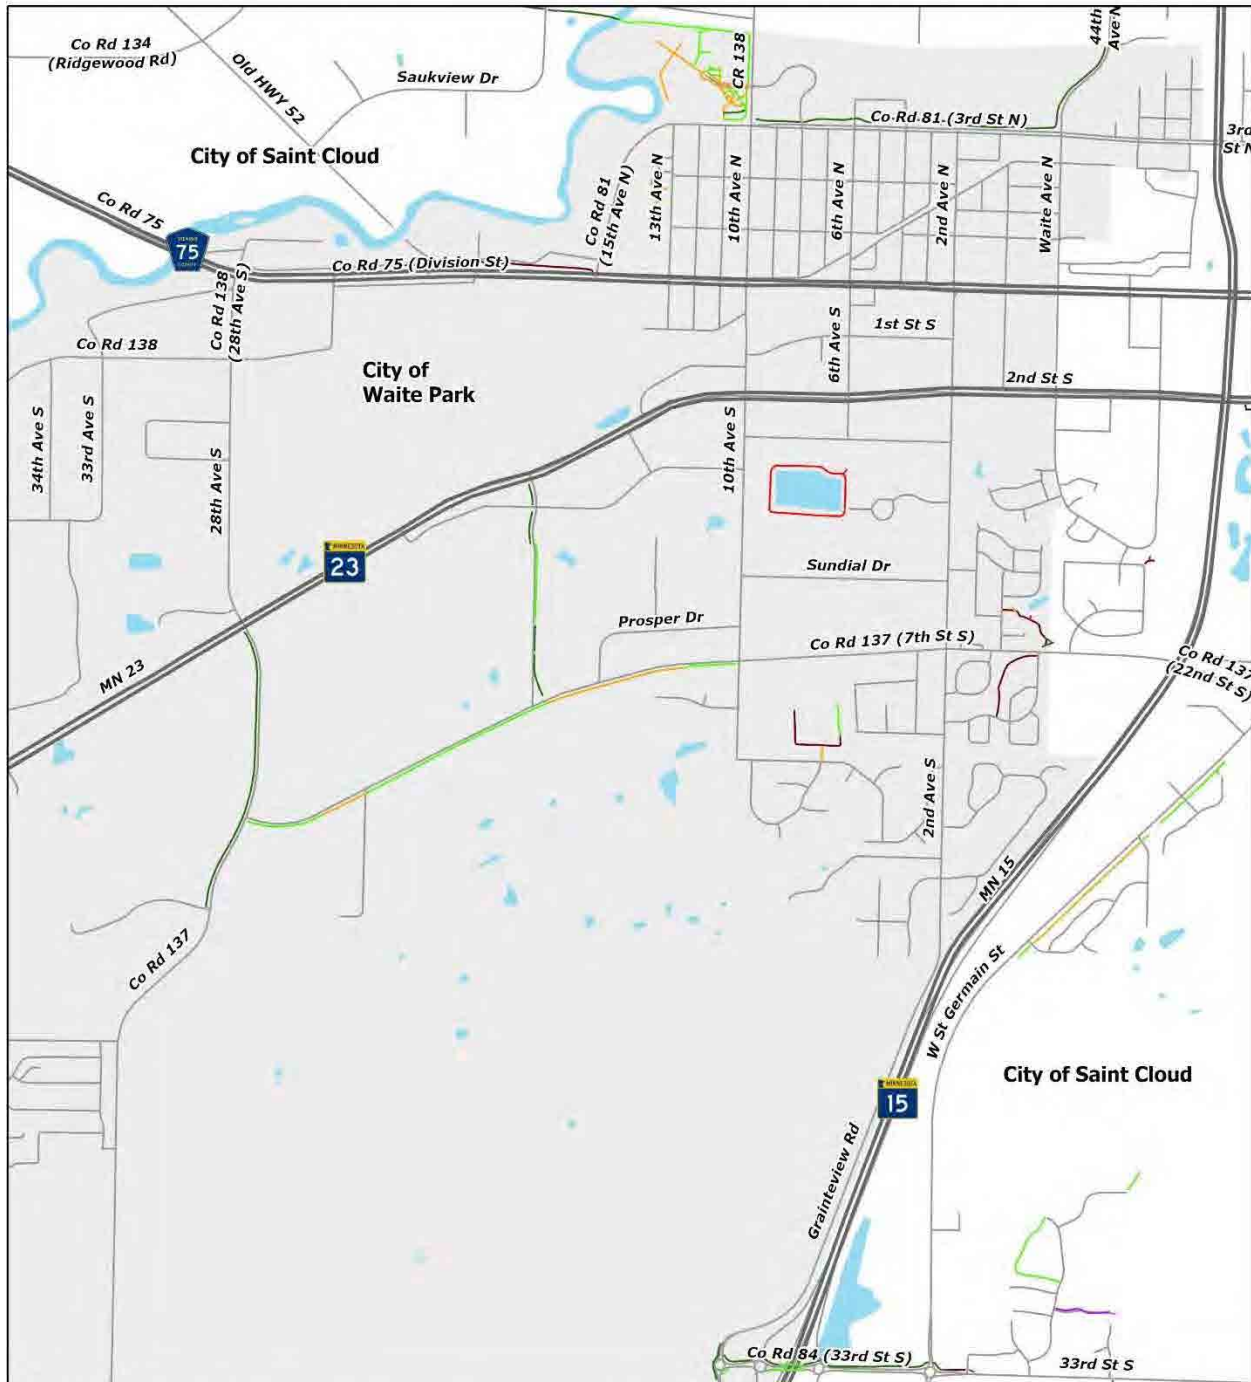 Co Rd 134
(Ridgewood Rd)
Old HWY 52
Saukview Dr
CR 138
44th
Ave N
Co Rd 81 (3rd St N)
3rd
St N
City of Saint Cloud
Co Rd 75
75
Co Rd 81
(15th Ave N)
13th Ave N
10th Ave N
6th Ave N
2nd Ave N
Waite Ave N
Co Rd 75 (Division St)
Co Rd 138
(28th Ave S)
Co Rd 138
1st St S
6th Ave S
City of
Waite Park
2nd St S
34th Ave S
33rd Ave S
28th Ave S
10th Ave S
MINNESOTA
23
Sundial Dr
Prosper Dr
Co Rd 137 (7th St S)
Co Rd 137
(22nd St S)
MN 23
2nd Ave S
MN 15
Co Rd 137
W St Germain St
City of Saint Cloud
MINNESOTA
15
Grainteview Rd
Co Rd 84 (33rd St S)
33rd St S